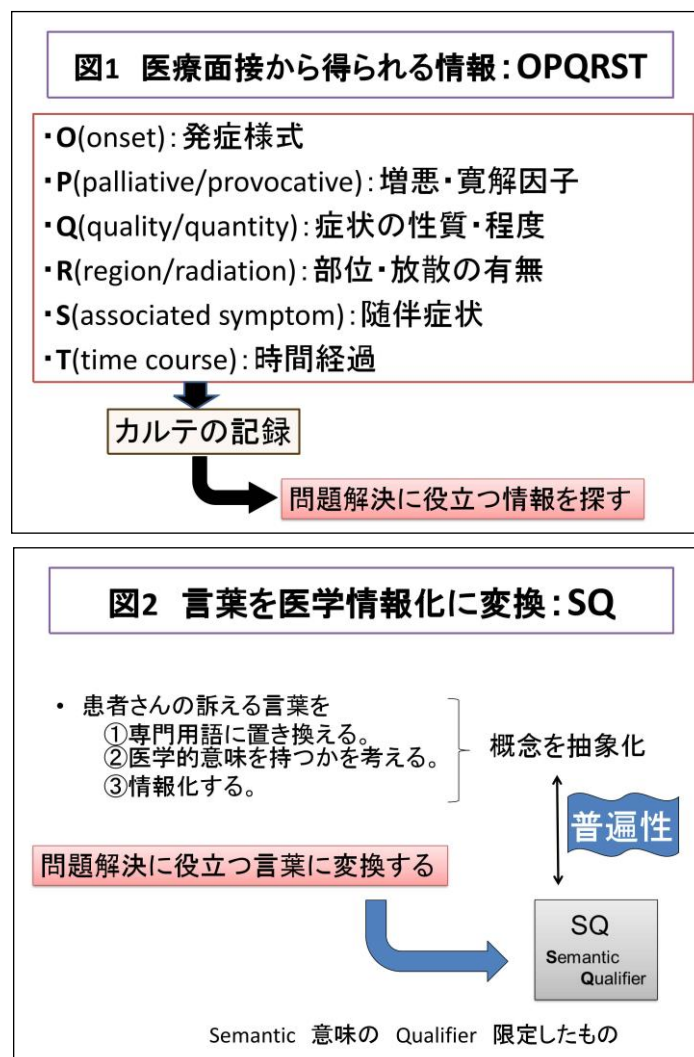 図1 医療面接から得られる情報：OPQRST
・O(onset)：発症様式
・P(palliative/provocative)：増悪・寛解因子
・Q(quality/quantity)：症状の性質・程度
・R(region/radiation)：部位・放散の有無
・S(associated symptom)：随伴症状
・T(time course)：時間経過
カルテの記録
問題解決に役立つ情報を探す
図2 言葉を医学情報化に変換：SQ
• 患者さんの訴える言葉を
①専門用語に置き換える。
②医学的意味を持つかを考える。
③情報化する。
概念を抽象化
普遍性
問題解決に役立つ言葉に変換する
SQ
Semantic
Qualifier
Semantic 意味の Qualifier 限定したもの